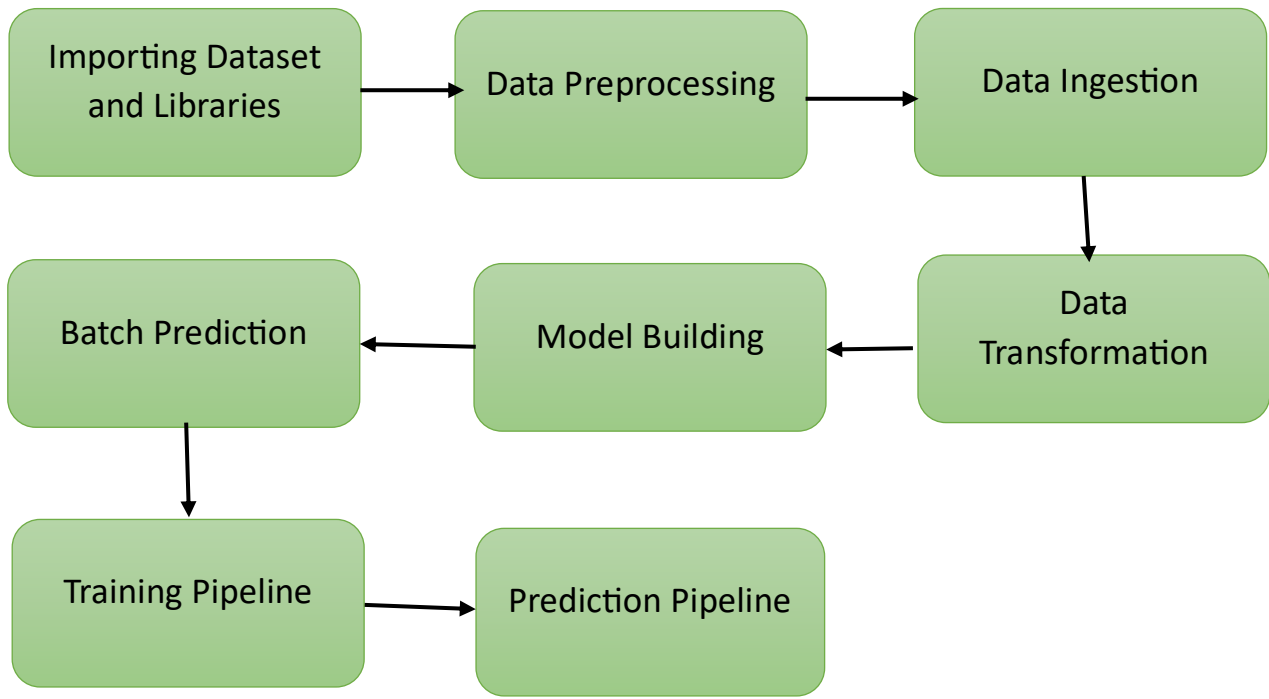 Importing Dataset
and Libraries
Data Preprocessing
Data Ingestion
Data
Transformation
Model Building
Batch Prediction
Training Pipeline
Prediction Pipeline